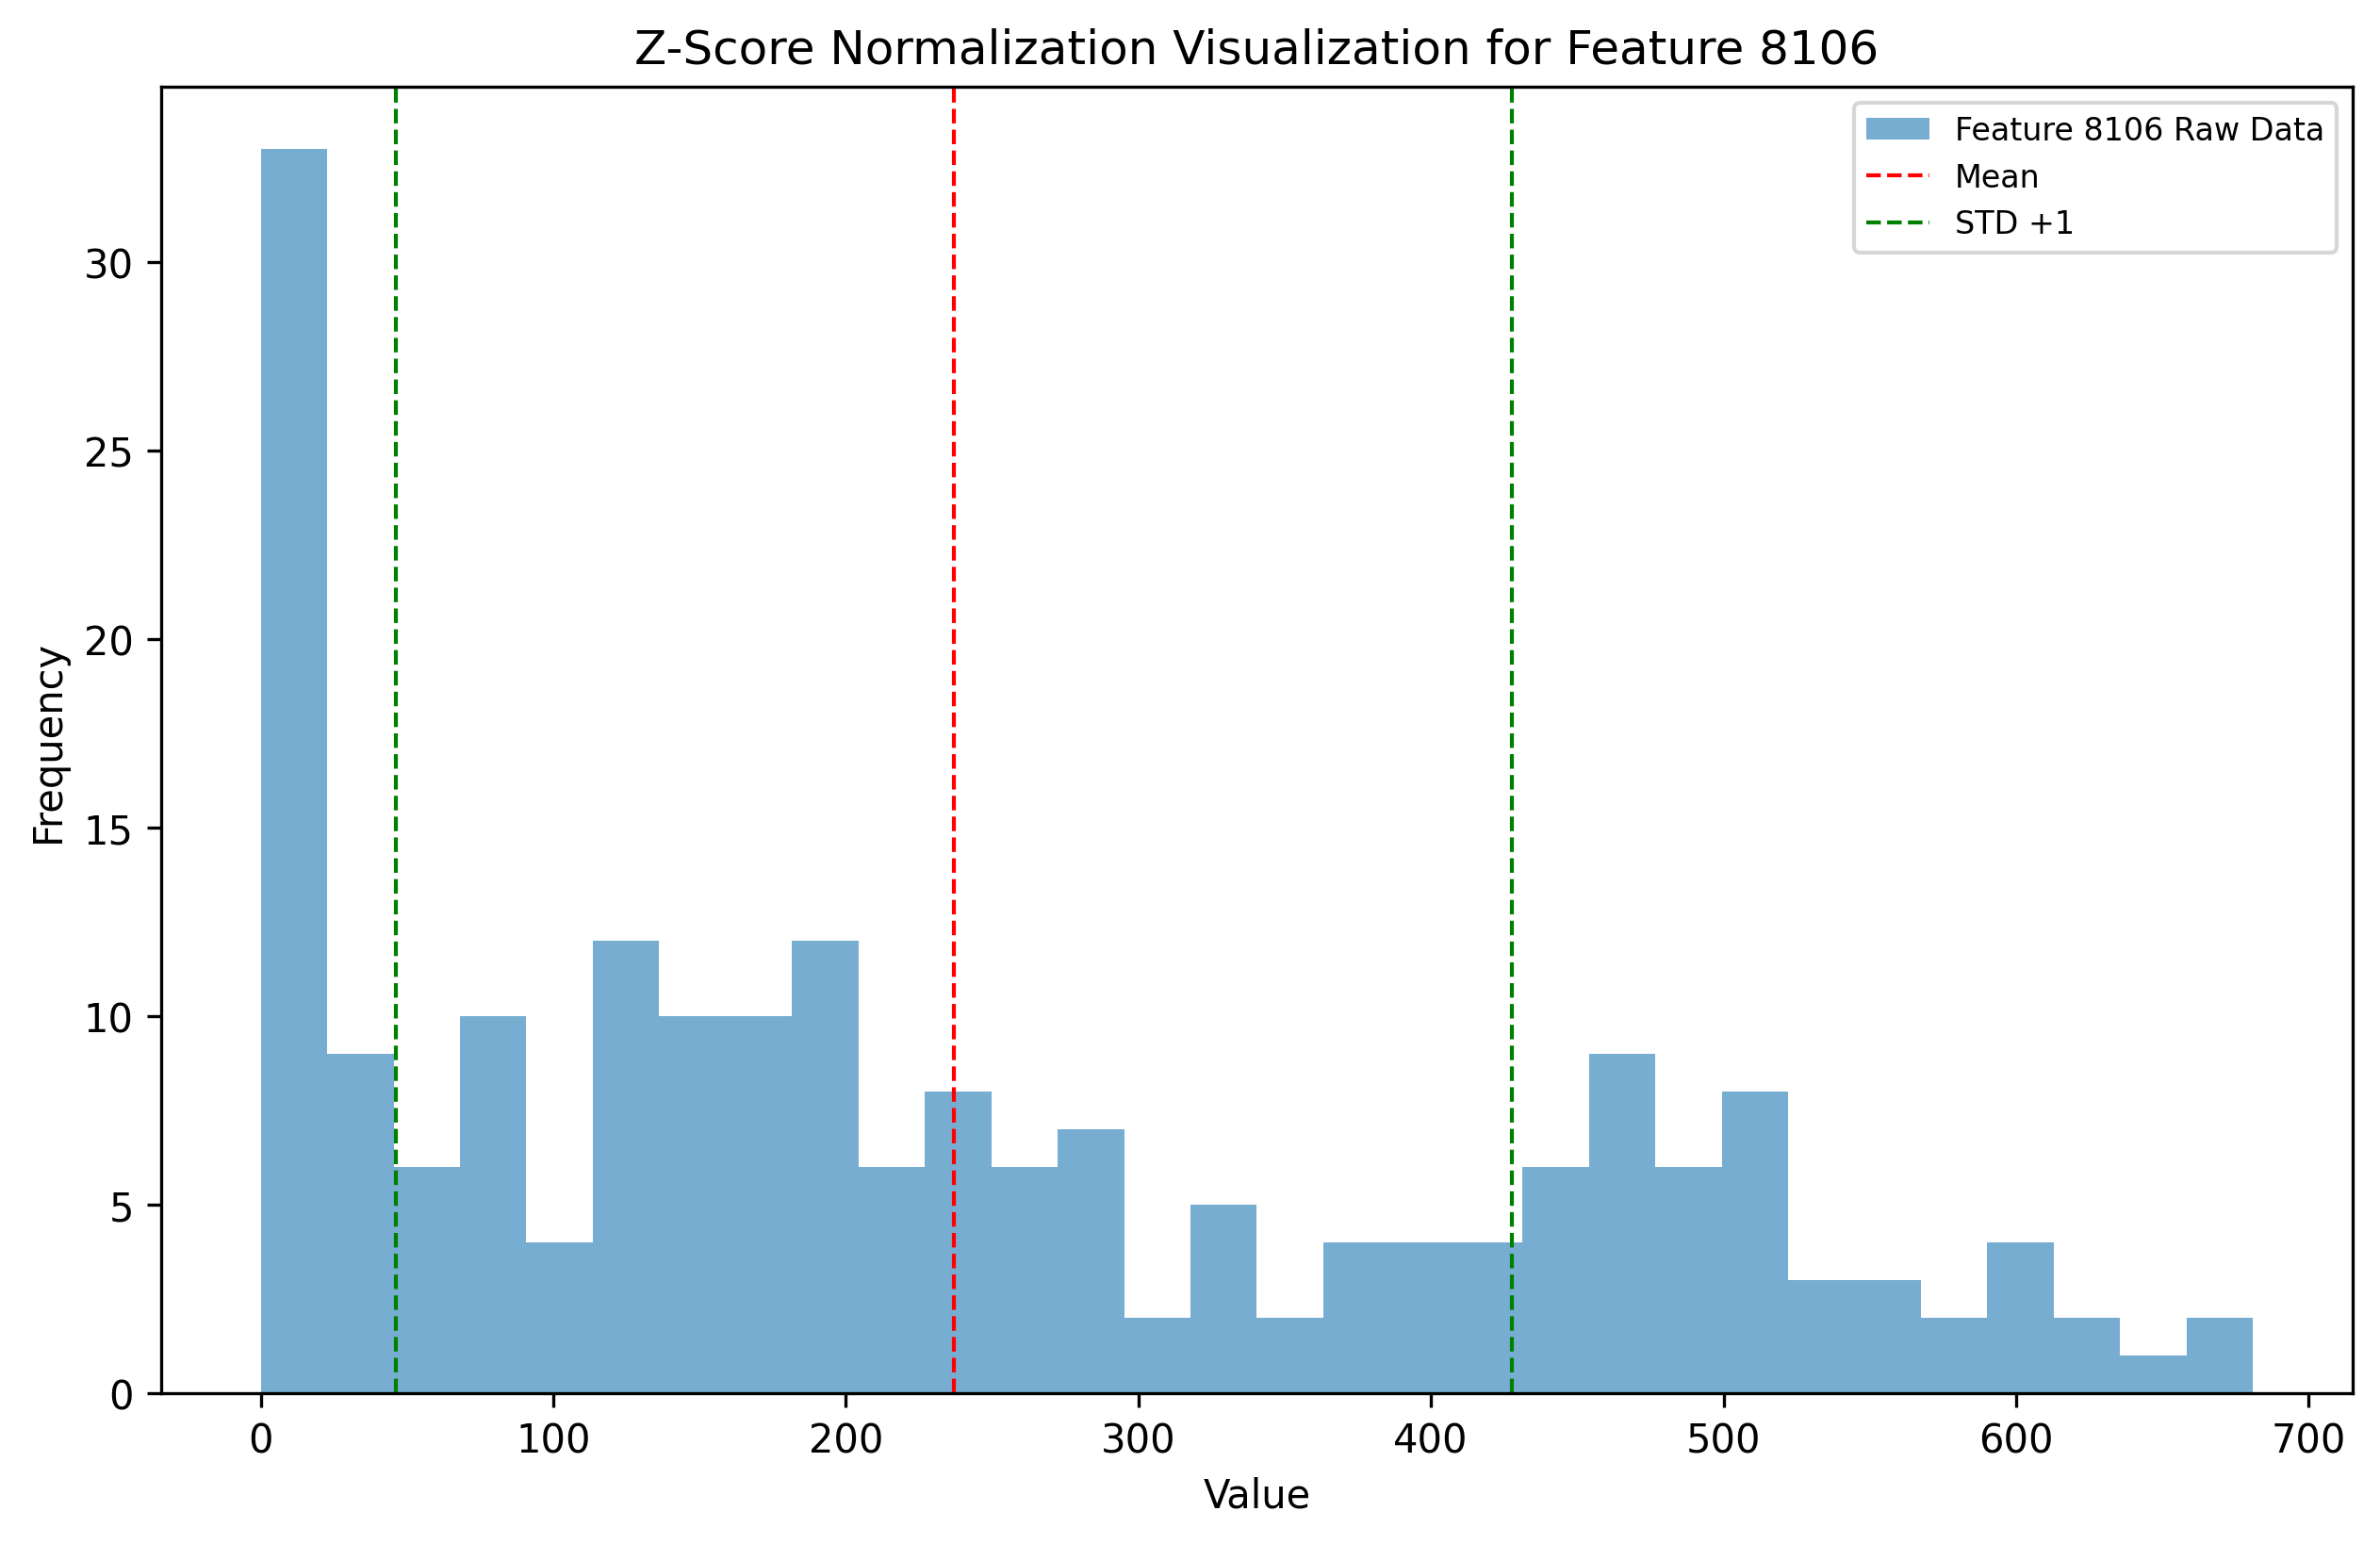 Z-Score Normalization Visualization for Feature 8106
Feature 8106 Raw Data
Mean
STD +1
Frequency
30
25
20
15
10
5
0
0 100 200 300 400 500 600 700
Value